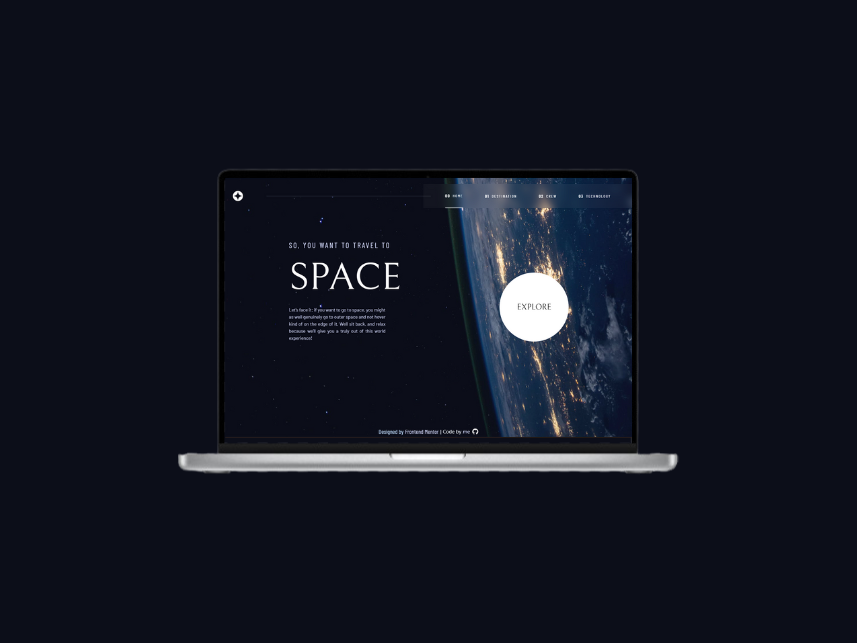 00 HOME 01 DESTINATION 02 CREW 03 TECHNOLOGY
SO, YOU WANT TO TRAVEL TO
SPACE
Let's face it; if you want to go to space, you might
as well genuinely go to outer space and not hover
kind of on the edge of it. Well sit back, and relax
because we'll give you a truly out of this world
experience!
EXPLORE
Designed by Frontend Mentor | Code by me